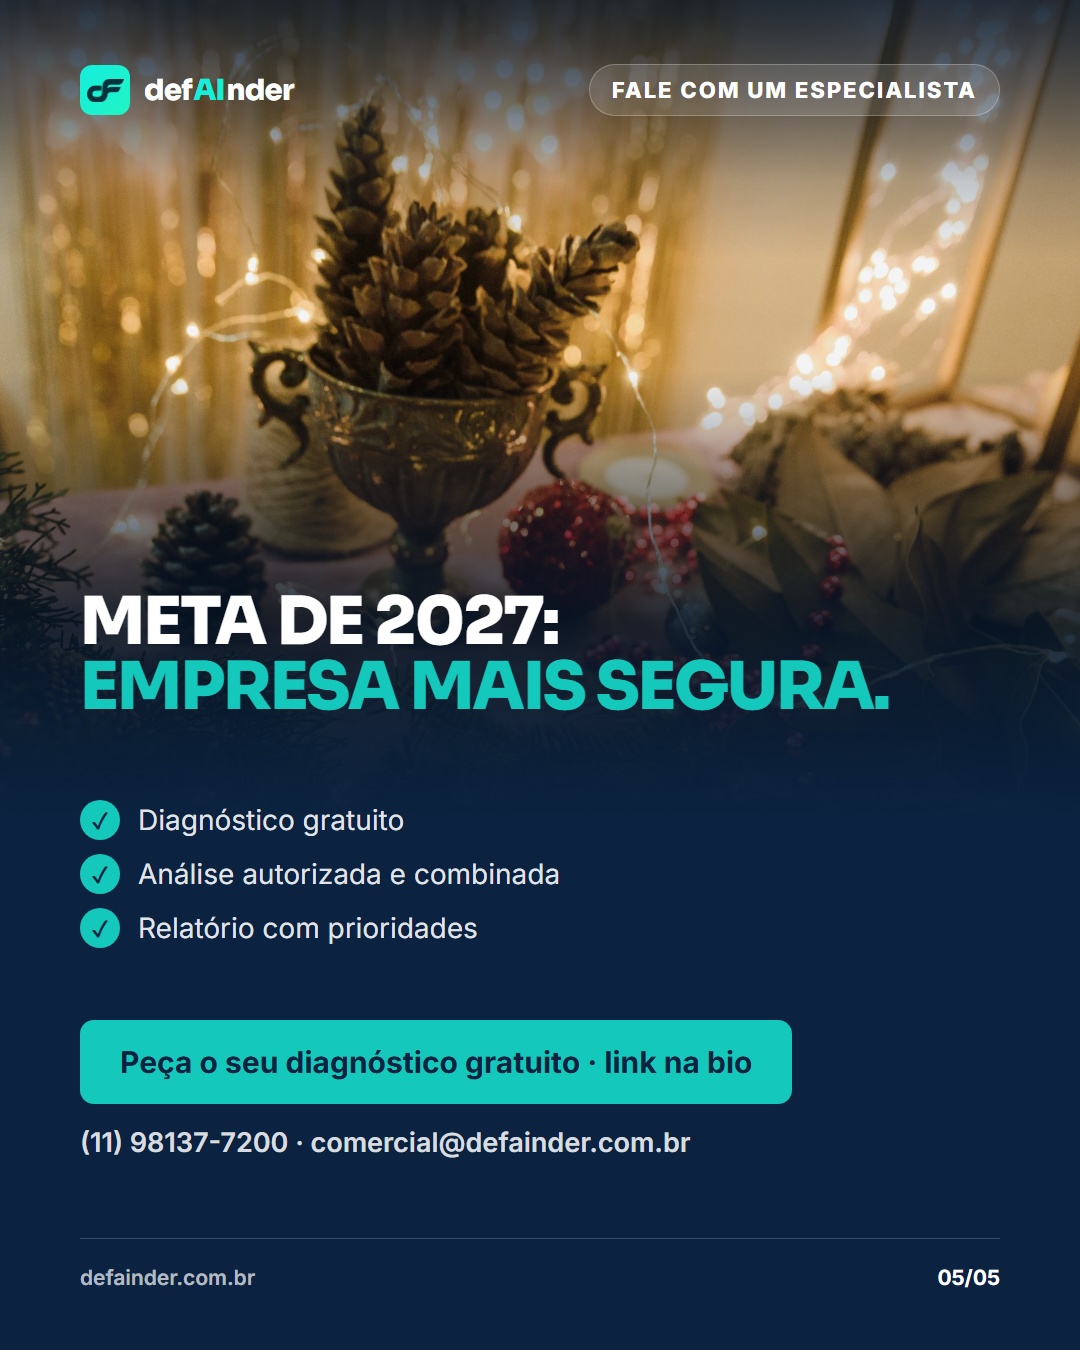 defAInder
FALE COM UM ESPECIALISTA
META DE 2027:
EMPRESA MAIS SEGURA.
Diagnóstico gratuito
Análise autorizada e combinada
Relatório com prioridades
Peça o seu diagnóstico gratuito · link na bio
(11) 98137-7200 · comercial@defainder.com.br
defainder.com.br
05/05